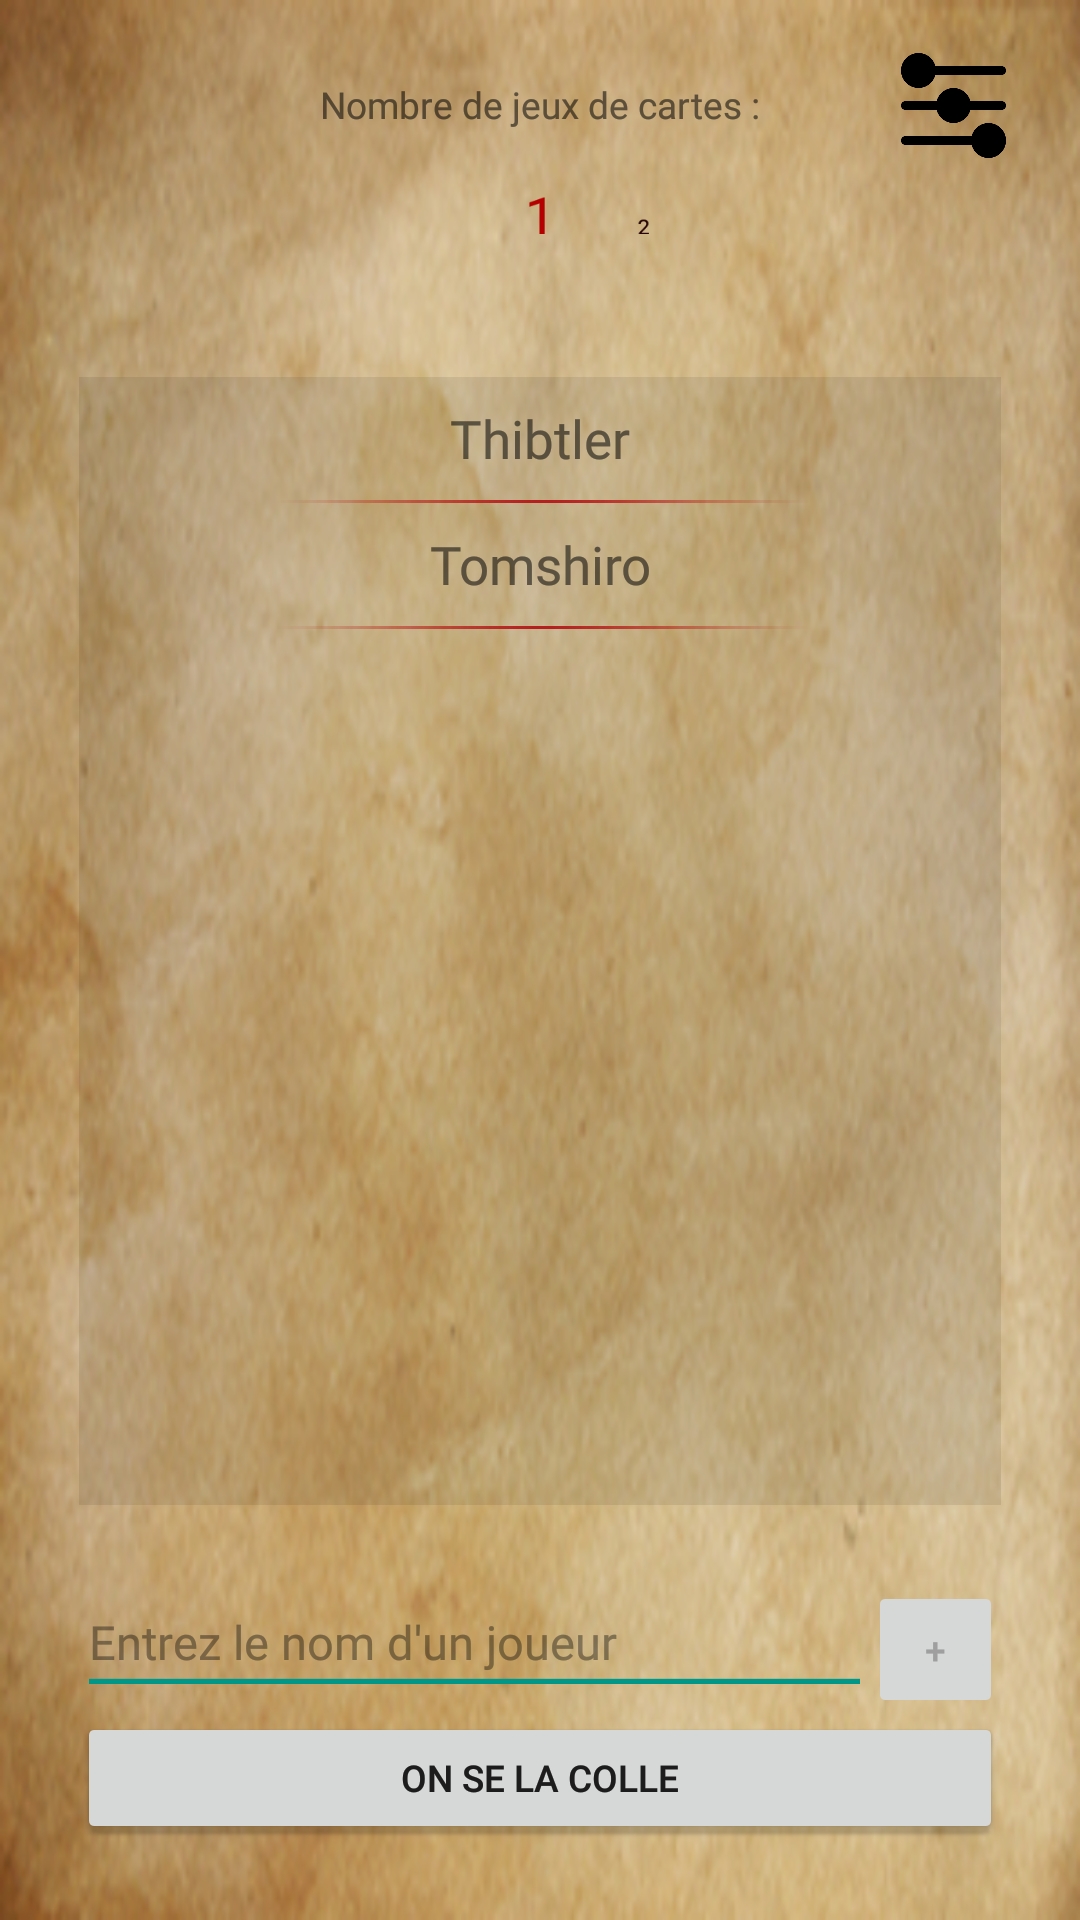 Nombre de jeux de cartes :
1 2
Thibtler
Tomshiro
Entrez le nom d'un joueur
+
ON SE LA COLLE